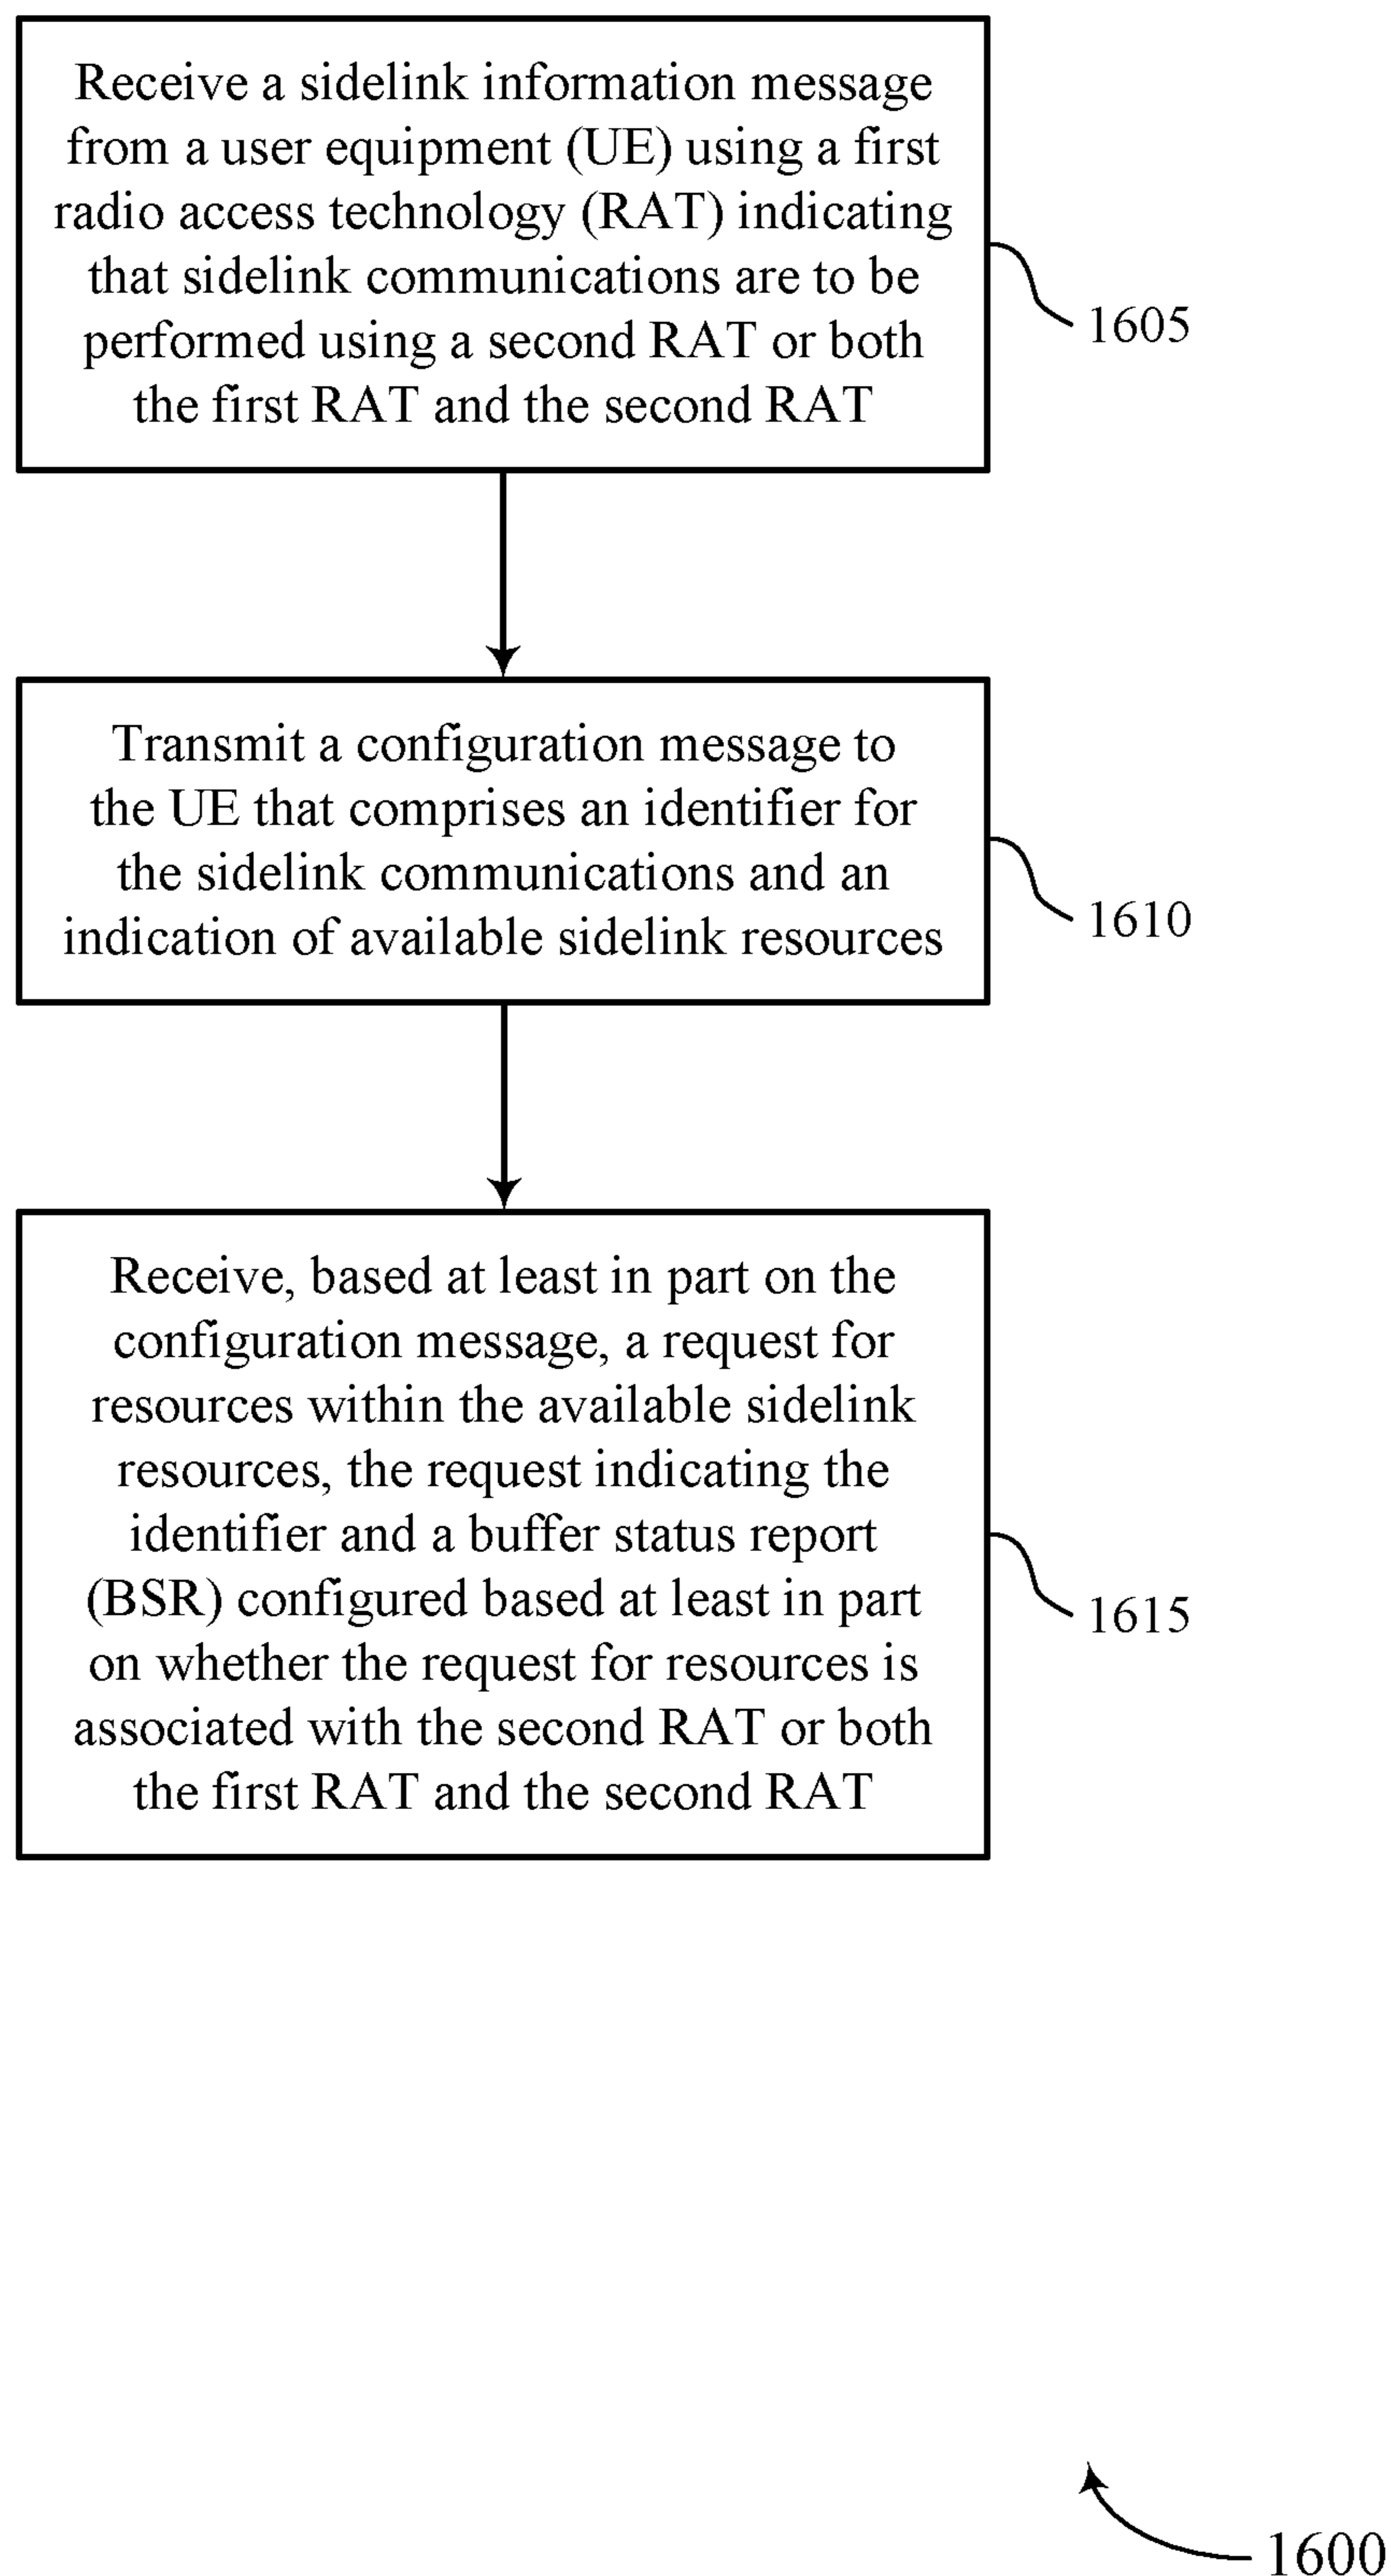 Receive a sidelink information message
from a user equipment (UE) using a first
radio access technology (RAT) indicating
that sidelink communications are to be
performed using a second RAT or both
the first RAT and the second RAT
1605
Transmit a configuration message to
the UE that comprises an identifier for
the sidelink communications and an
indication of available sidelink resources
1610
Receive, based at least in part on the
configuration message, a request for
resources within the available sidelink
resources, the request indicating the
identifier and a buffer status report
(BSR) configured based at least in part
on whether the request for resources is
associated with the second RAT or both
the first RAT and the second RAT
1615
1600